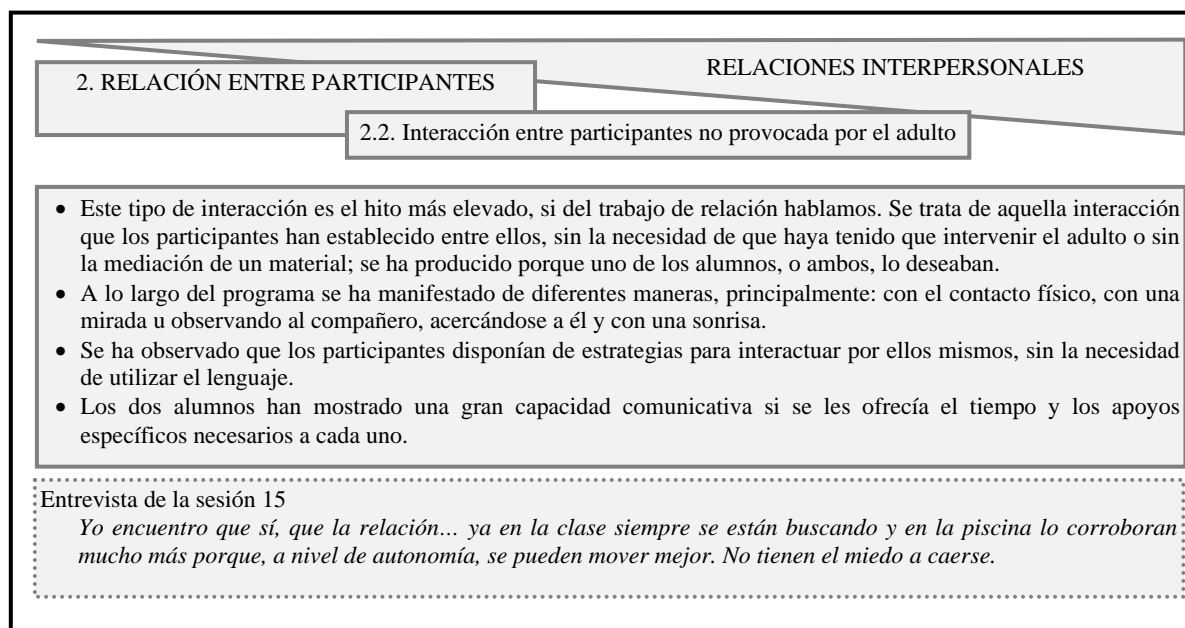 RELACIONES INTERPERSONALES
2. RELACIÓN ENTRE PARTICIPANTES
2.2. Interacción entre participantes no provocada por el adulto
• Este tipo de interacción es el hito más elevado, si del trabajo de relación hablamos. Se trata de aquella interacción
que los participantes han establecido entre ellos, sin la necesidad de que haya tenido que intervenir el adulto o sin
la mediación de un material; se ha producido porque uno de los alumnos, o ambos, lo deseaban.
• A lo largo del programa se ha manifestado de diferentes maneras, principalmente: con el contacto físico, con una
mirada u observando al compañero, acercándose a él y con una sonrisa.
• Se ha observado que los participantes disponían de estrategias para interactuar por ellos mismos, sin la necesidad
de utilizar el lenguaje.
• Los dos alumnos han mostrado una gran capacidad comunicativa si se les ofrecía el tiempo y los apoyos
específicos necesarios a cada uno.
Entrevista de la sesión 15
Yo encuentro que sí, que la relación… ya en la clase siempre se están buscando y en la piscina lo corroboran
mucho más porque, a nivel de autonomía, se pueden mover mejor. No tienen el miedo a caerse.